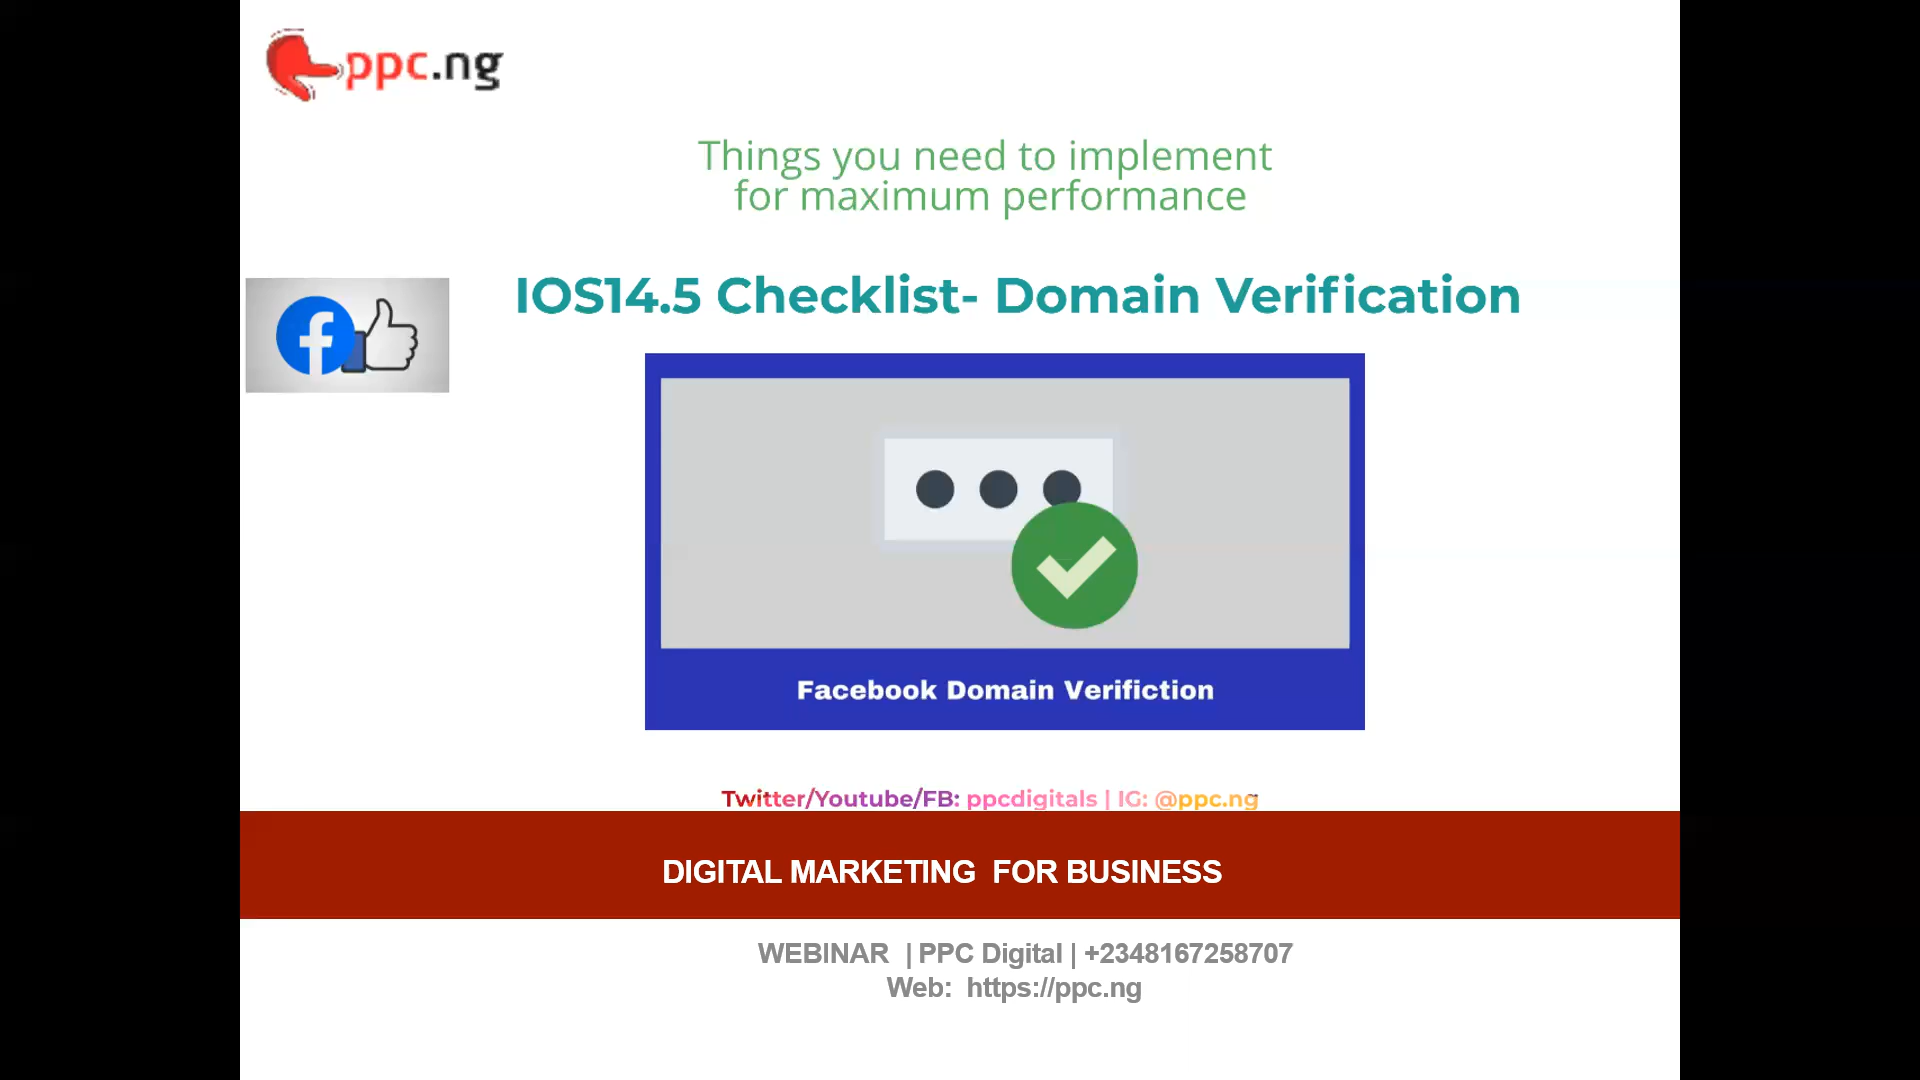 ppc.ng
Things you need to implement
for maximum performance
IOS14.5 Checklist- Domain Verification
Facebook Domain Verifiction
Twitter/Youtube/FB: ppcdigitals | IG: @ppc.ng
DIGITAL MARKETING FOR BUSINESS
WEBINAR | PPC Digital | +2348167258707
Web: https://ppc.ng